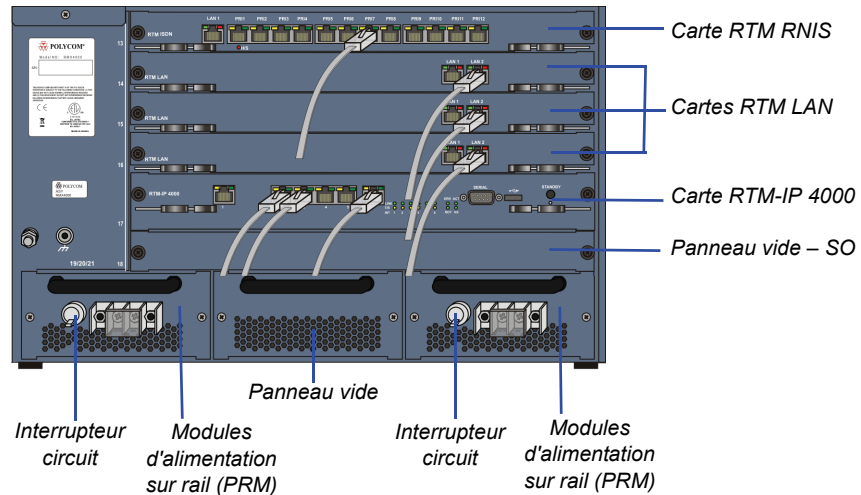 LAN 1 PRI1 PRI2 PRI3 PRI4 PRI5 PRI6 PRI7 PRI8 PRI9 PRI10 PRI11 PRI12
RTM ISDN
13
Carte RTM RNIS
POLYCOM®
RTM LAN
LAN 1 LAN 2
14
RTM LAN
LAN 1 LAN 2
15
Cartes RTM LAN
RTM LAN
LAN 1 LAN 2
16
POLYCOM
RTM-IP 4000
SERIAL
STANDBY
17
Carte RTM-IP 4000
Panneau vide – SO
19/20/21
18
Panneau vide
Interrupteur
circuit
Modules
d'alimentation
sur rail (PRM)
Interrupteur
circuit
Modules
d'alimentation
sur rail (PRM)